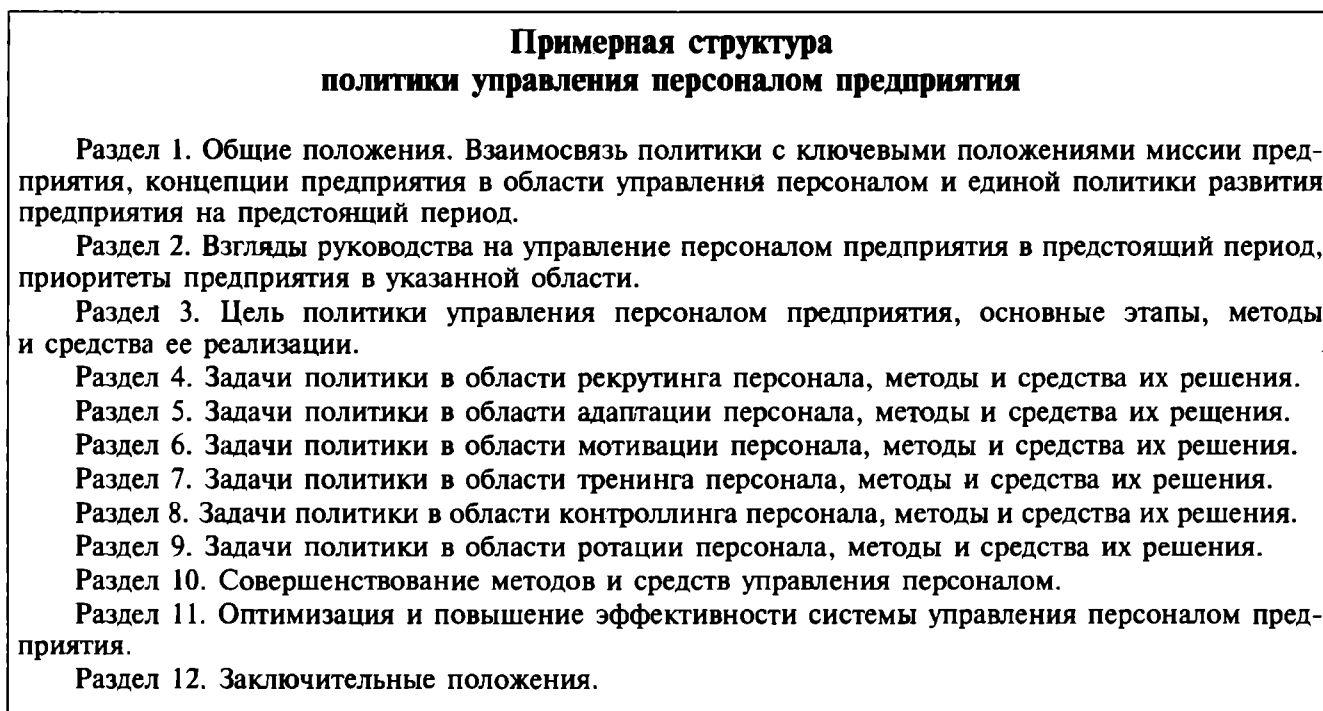 Примерная структура
политики управления персоналом предприятия
Раздел 1. Общие положения. Взаимосвязь политики с ключевыми положениями миссии пред-
приятия, концепции предприятия в области управления персоналом и единой политики развития
предприятия на предстоящий период.
Раздел 2. Взгляды руководства на управление персоналом предприятия в предстоящий период,
приоритеты предприятия в указанной области.
Раздел 3. Цель политики управления персоналом предприятия, основные этапы, методы
и средства ее реализации.
Раздел 4. Задачи политики в области рекрутинга персонала, методы и средства их решения.
Раздел 5. Задачи политики в области адаптации персонала, методы и средетва их рещения.
Раздел 6. Задачи политики в области мотивации персонала, методы и средства их решения.
Раздел 7. Задачи политики в области тренинга персонала, методы и средства их решения.
Раздел 8. Задачи политики в области контроллинга персонала, методы и средства их решения.
Раздел 9. Задачи политики в области ротации персонала, методы и средства их решения.
Раздел 10. Совершенствование методов и средств управления персоналом.
Раздел 11. Оптимизация и повышение эффективности системы управления персоналом пред-
приятия.
Раздел 12. Заключительные положения.